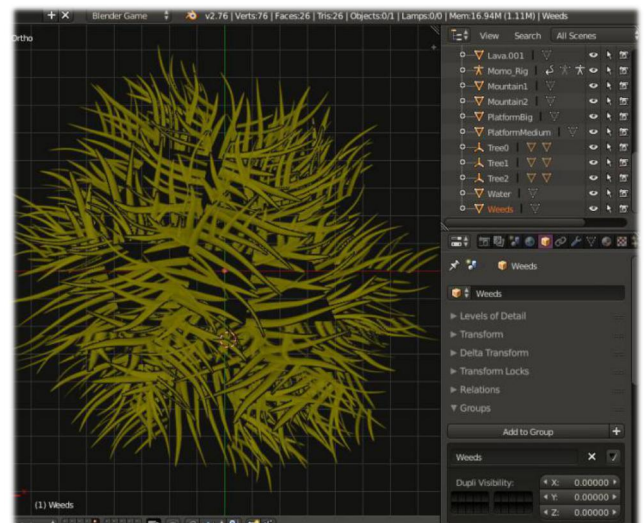 Blender Game v2.76 | Verts:76 | Faces:26 | Tris:26 | Objects:0/1 | Lamps:0/0 | Mem:16.94M (1.11M) | Weeds
Ortho
(1) Weeds
View Search All Scenes
Lava.001
Momo_Rig
Mountain1
Mountain2
PlatformBig
PlatformMedium
Tree0
Tree1
Tree2
Water
Weeds
Weeds
Weeds
Levels of Detail
Transform
Delta Transform
Transform Locks
Relations
Groups
Add to Group
Weeds
Dupli Visibility: X: 0.00000
Y: 0.00000
Z: 0.00000